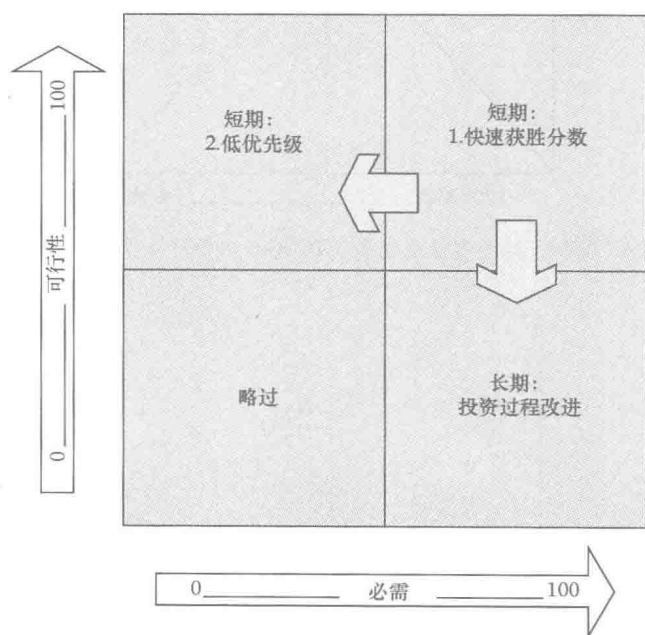 短期:
2.低优先级
短期:
1.快速获胜分数
略过
长期:
投资过程改进
0 可行性 100
0 必需 100